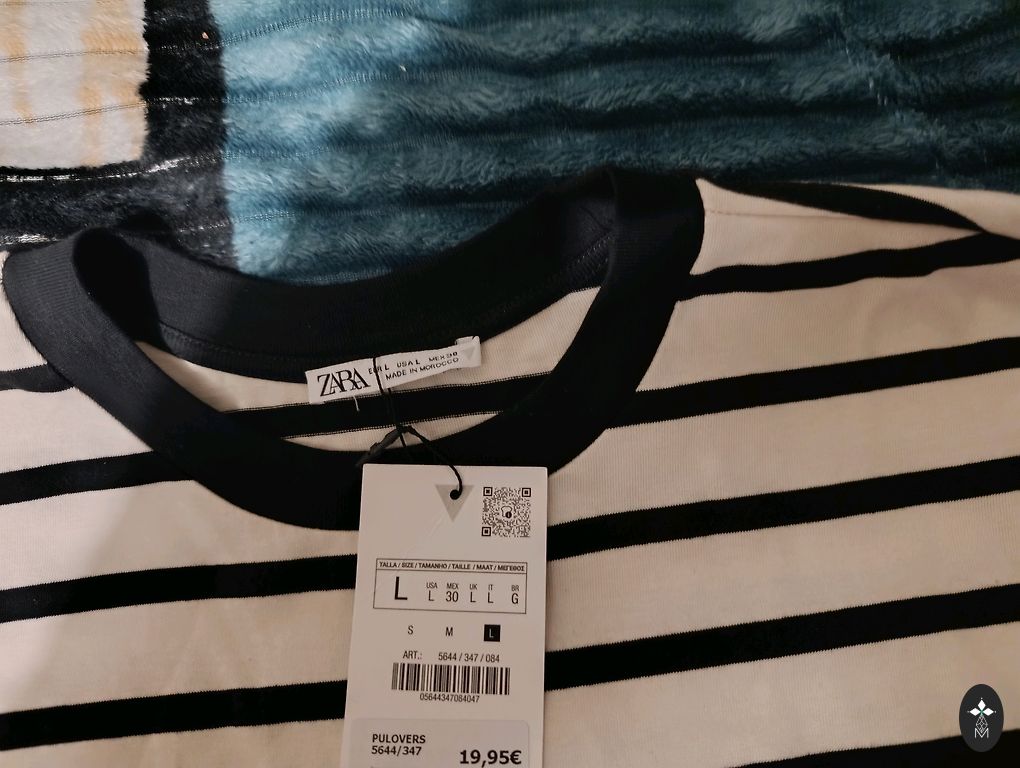 ZARA
EUR L USA L MEX 30
MADE IN MOROCCO
TALLA / SIZE / TAMANHO / TAILLE / MAAT / ΜΕΓΕΘΟΣ
L
USA MEX UK IT BR
L 30 L L G
S M L
ART.: 5644 / 347 / 084
05644347084047
PULOVERS
5644/347
19,95€
M